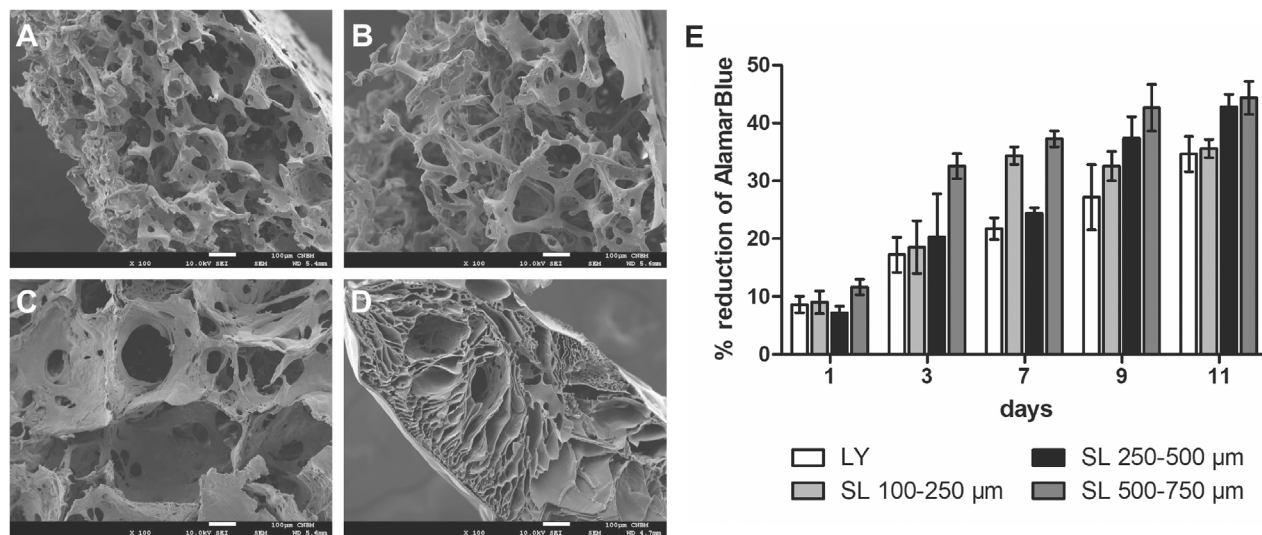 A
X 100 10.0kV SEI SEM WD 5.4mm
100µm CNBM
B
X 100 10.0kV SEI SEM WD 5.6mm
100µm CNBM
C
X 100 10.0kV SEI SEM WD 5.6mm
100µm CNBM
D
X 100 10.0kV SEI SEM WD 4.7mm
100µm CNBM
E
% reduction of AlamarBlue
50
40
30
20
10
0
1 3 7 9 11
days
LY
SL 250-500 µm
SL 100-250 µm
SL 500-750 µm